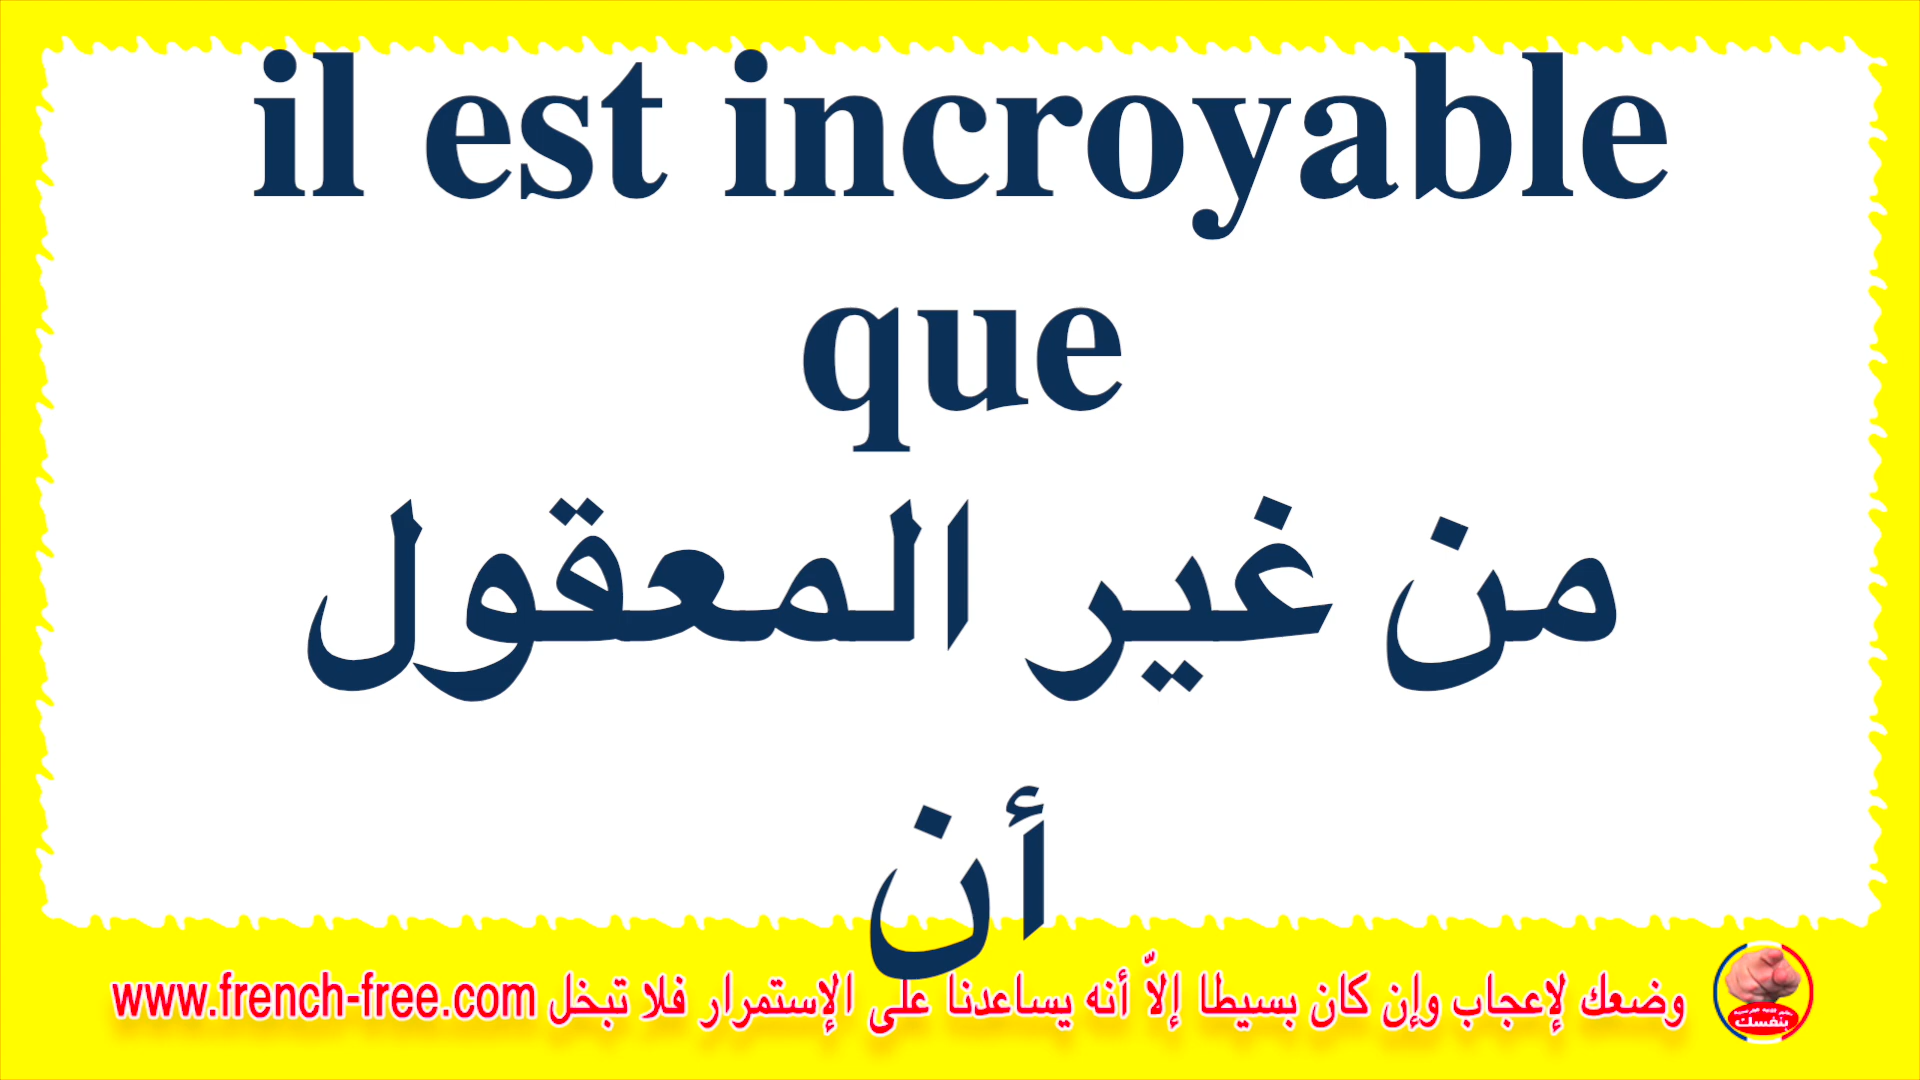 il est incroyable
que
من غير المعقول
أن
وضعك لإعجاب وإن كان بسيطا إلاّ أنه يساعدنا على الإستمرار فلا تبخل www.french-free.com
بنفسك